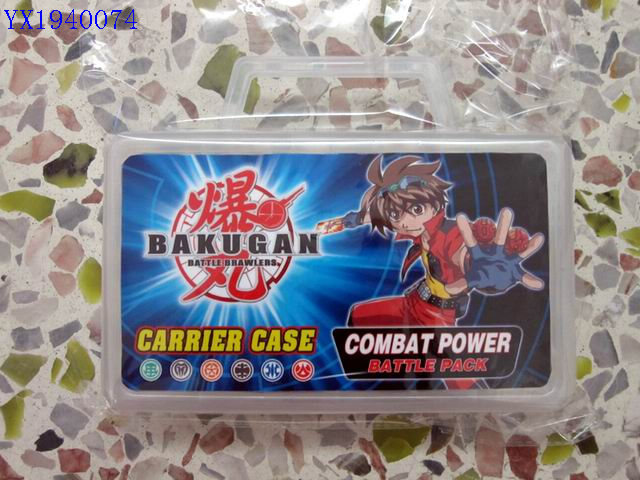 YX1940074
爆
BAKUGAN
BATTLE BRAWLERS
丸
CARRIER CASE
COMBAT POWER
BATTLE PACK